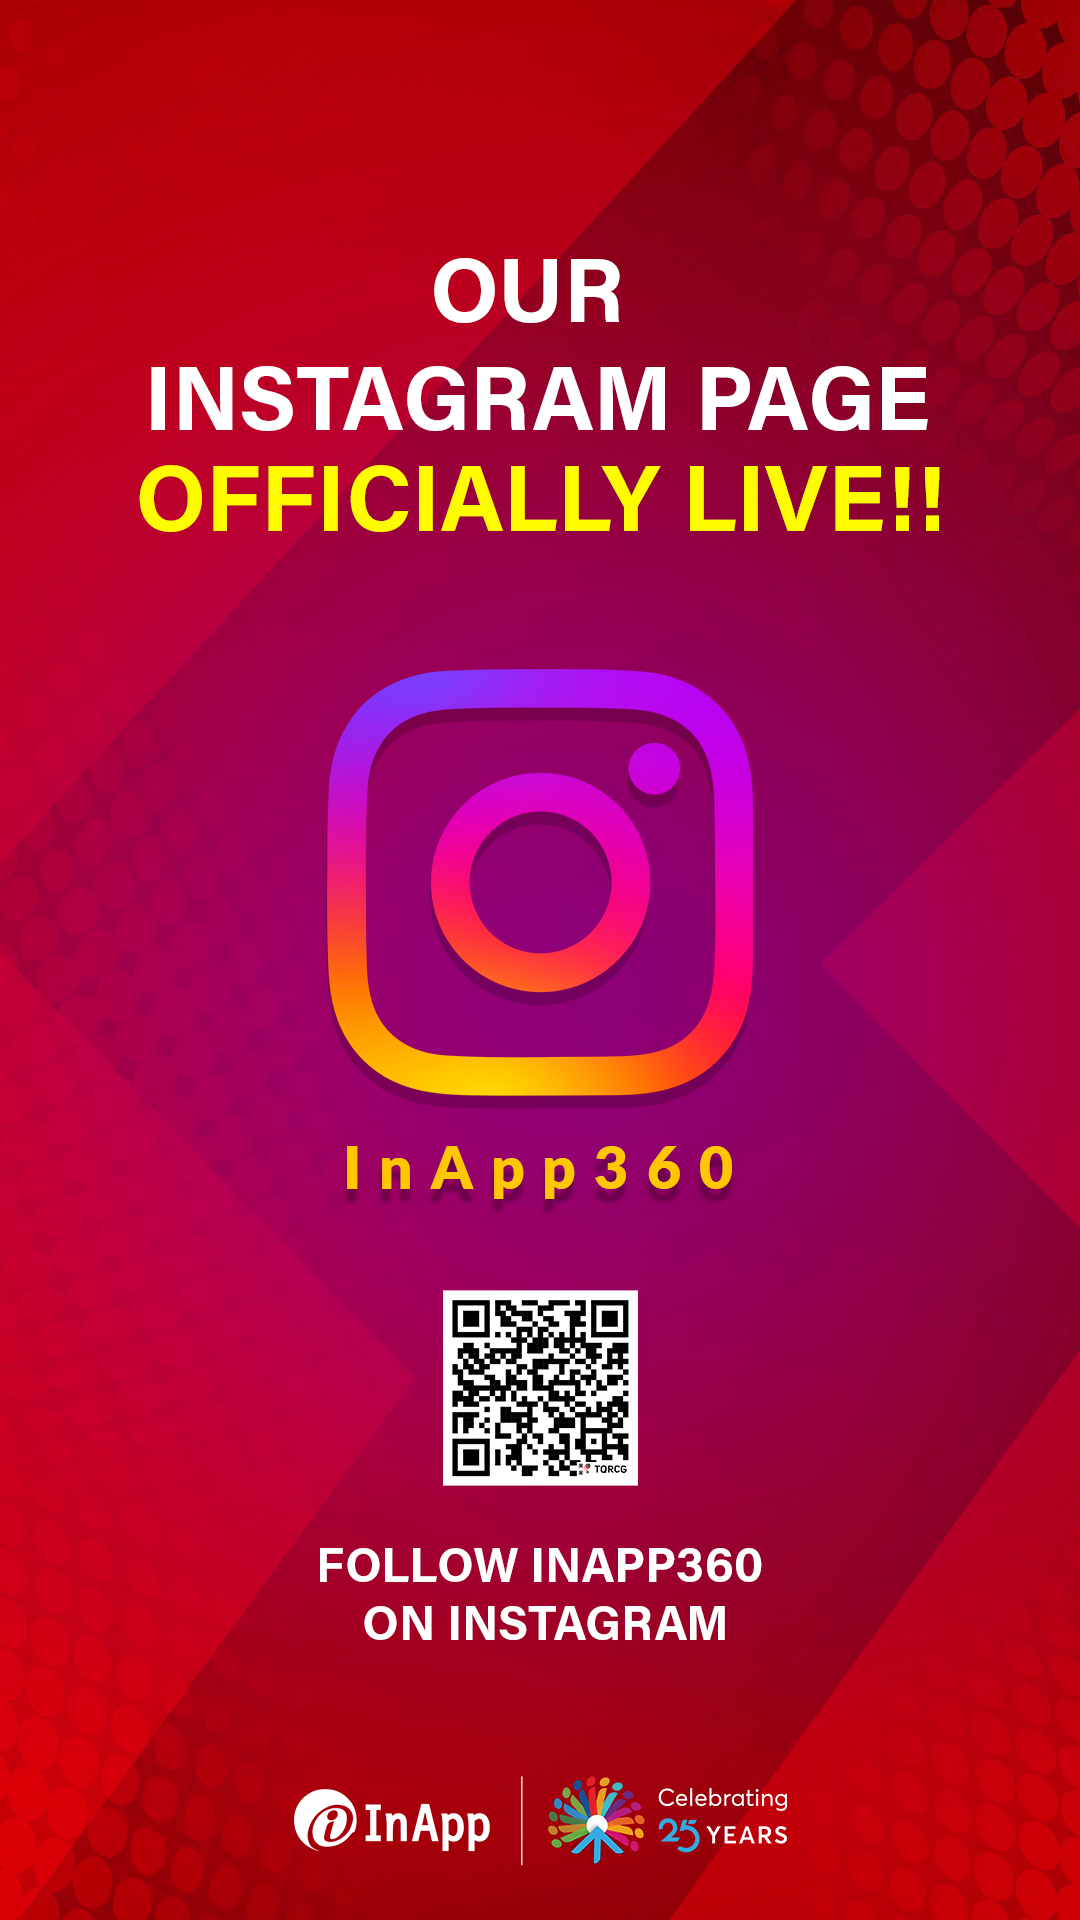 OUR
INSTAGRAM PAGE
OFFICIALLY LIVE!!
InApp360
TQRCG
FOLLOW INAPP360
ON INSTAGRAM
i InApp
Celebrating
25 YEARS